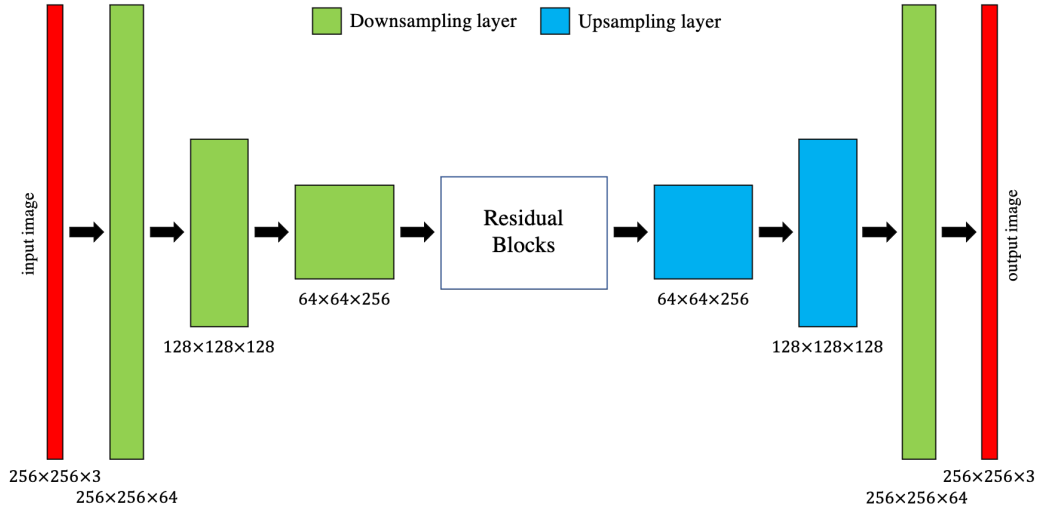 Downsampling layer
Upsampling layer
input image
Residual
Blocks
output image
64×64×256
64×64×256
128×128×128
128×128×128
256×256×3
256×256×64
256×256×64
256×256×3